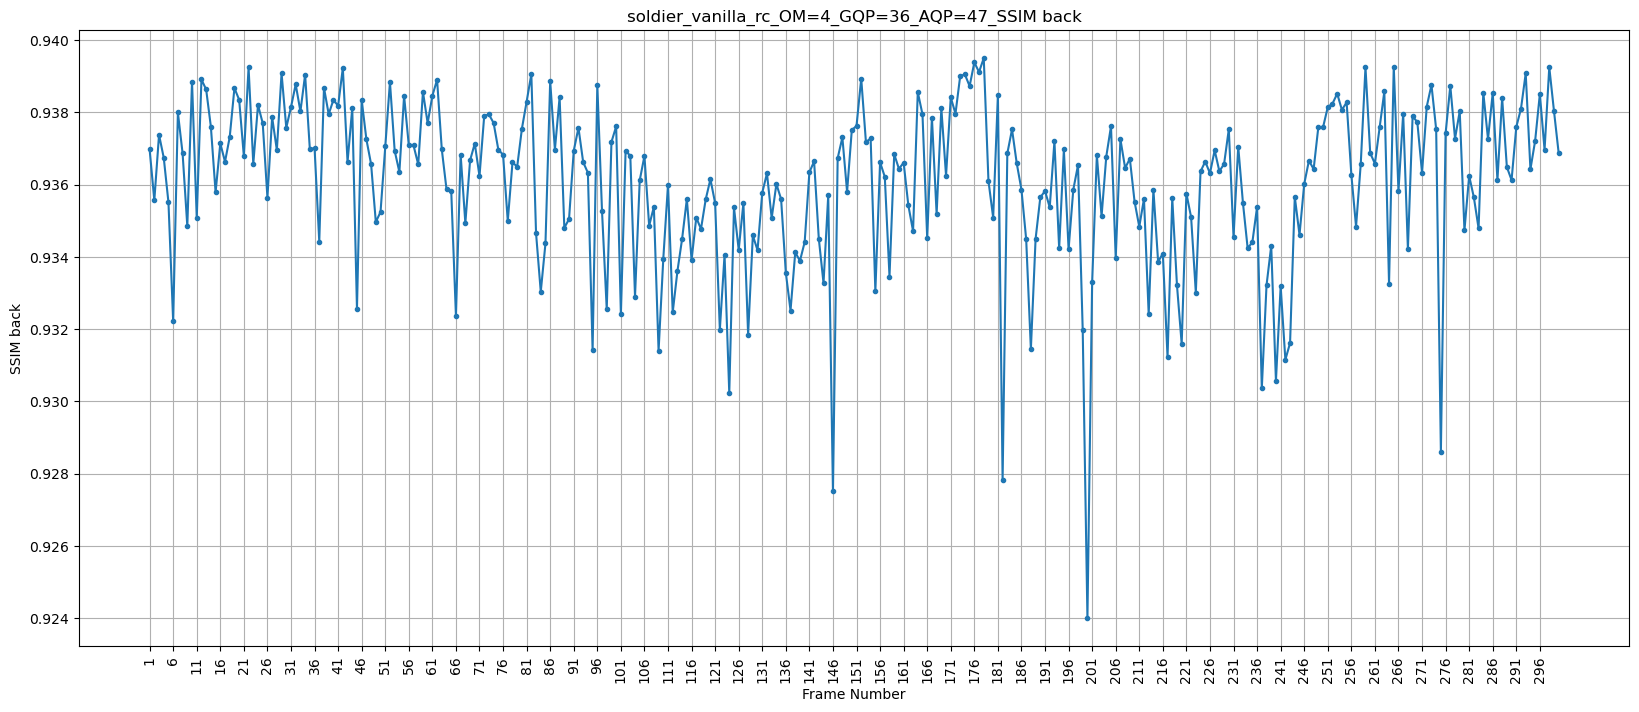 soldier_vanilla_rc_OM=4_GQP=36_AQP=47_SSIM back
0.940
0.938
0.936
0.934
0.932
0.930
0.928
0.926
0.924
SSIM back
1 6 11 16 21 26 31 36 41 46 51 56 61 66 71 76 81 86 91 96 101 106 111 116 121 126 131 136 141 146 151 156 161 166 171 176 181 186 191 196 201 206 211 216 221 226 231 236 241 246 251 256 261 266 271 276 281 286 291 296
Frame Number